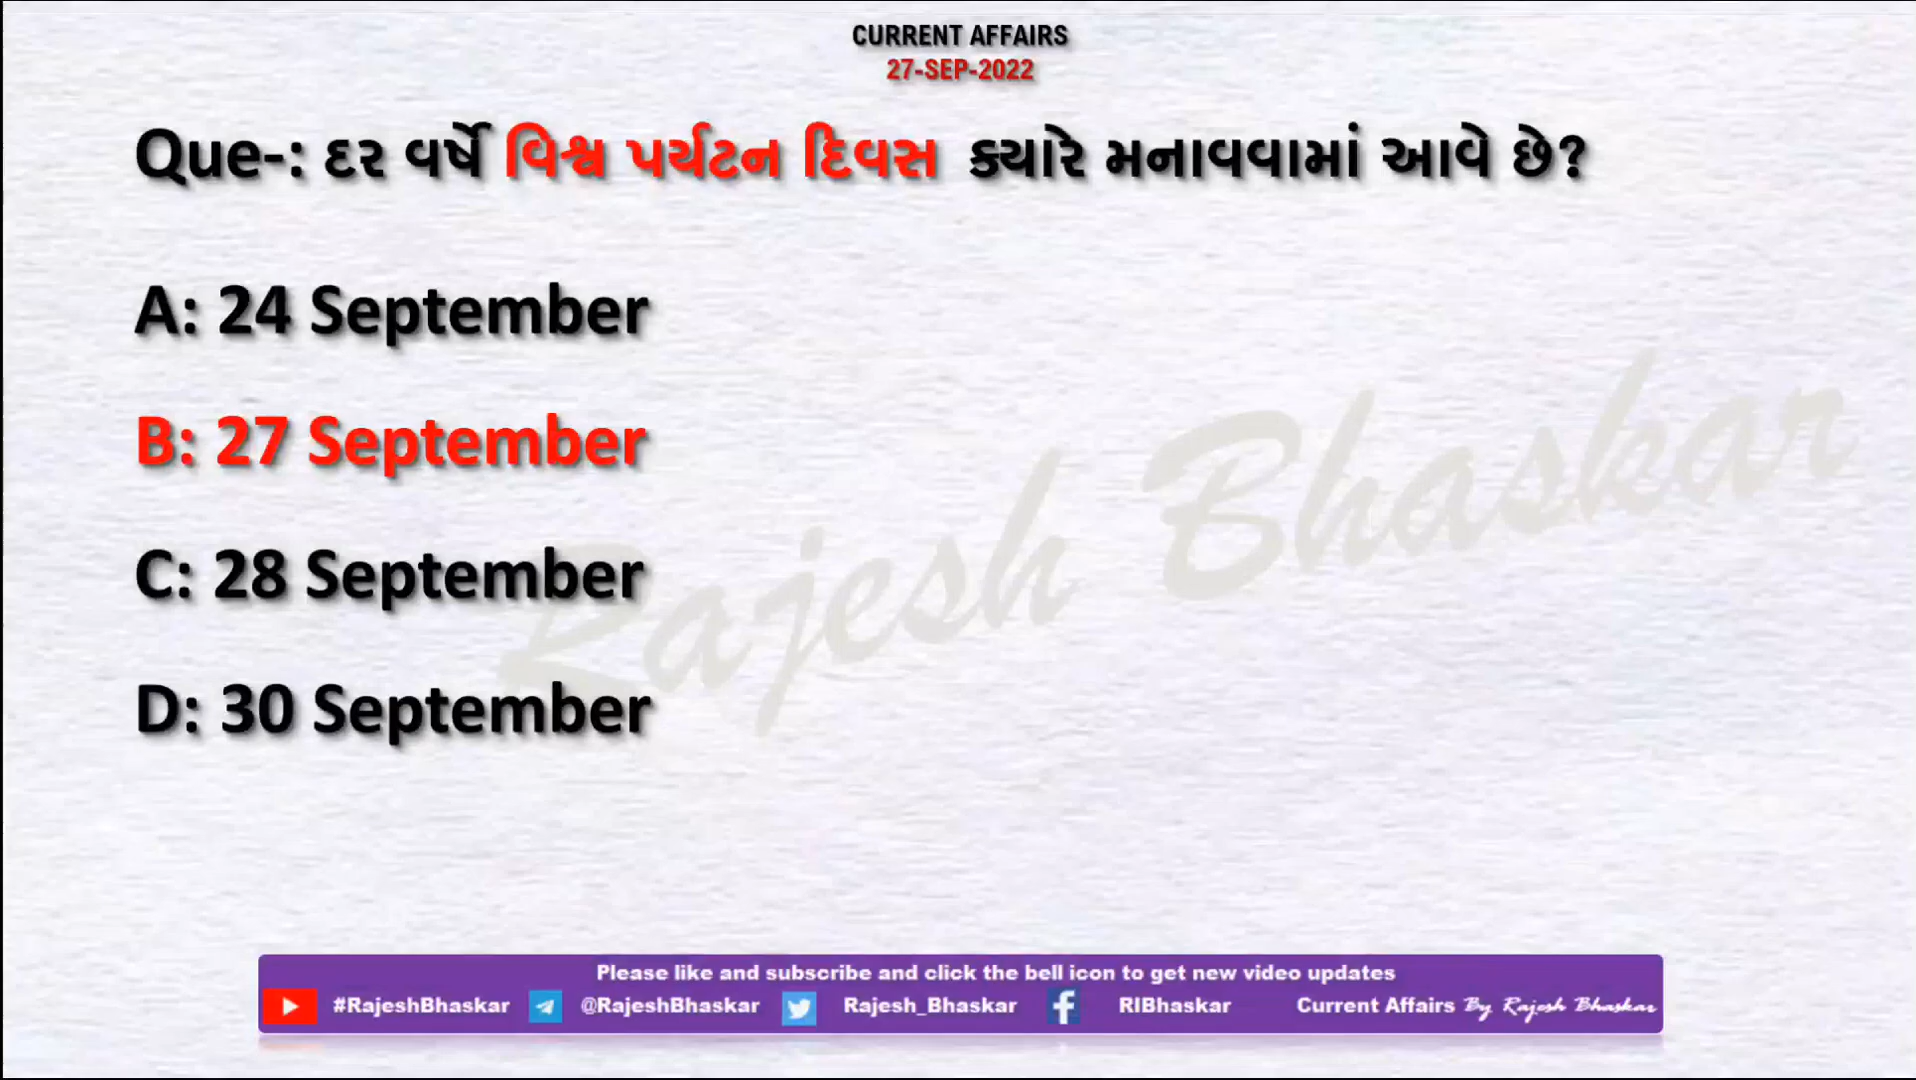 CURRENT AFFAIRS
27-SEP-2022
Que-: દર વર્ષે વિશ્વ પર્યટન દિવસ ક્યારે મનાવવામાં આવે છે?
A: 24 September
B: 27 September
C: 28 September
D: 30 September
Rajesh Bhaskar
Please like and subscribe and click the bell icon to get new video updates
#RajeshBhaskar @RajeshBhaskar Rajesh_Bhaskar RIBhaskar Current Affairs By Rajesh Bhaskar